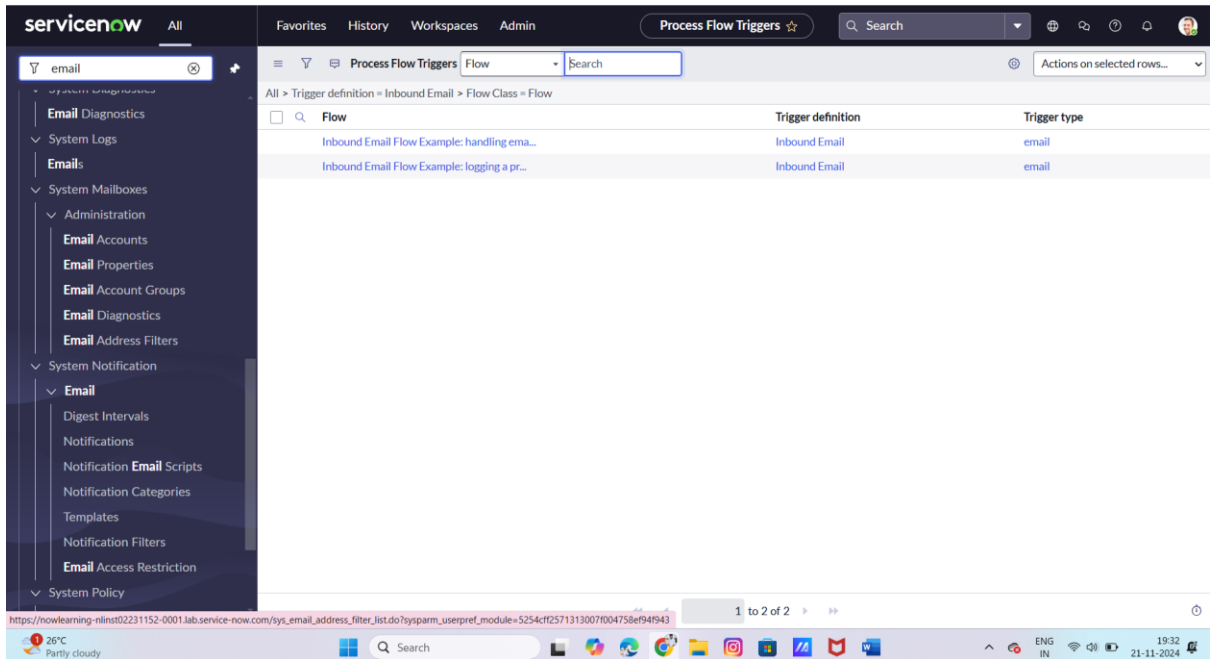 servicenow All Favorites History Workspaces Admin Process Flow Triggers ☆ Search
email
Process Flow Triggers Flow Search Actions on selected rows...
All > Trigger definition = Inbound Email > Flow Class = Flow
Flow Trigger definition Trigger type
Inbound Email Flow Example: handling ema... Inbound Email email
Inbound Email Flow Example: logging a pr... Inbound Email email
System Diagnostics
Email Diagnostics
System Logs
Emails
System Mailboxes
Administration
Email Accounts
Email Properties
Email Account Groups
Email Diagnostics
Email Address Filters
System Notification
Email
Digest Intervals
Notifications
Notification Email Scripts
Notification Categories
Templates
Notification Filters
Email Access Restriction
System Policy
1 to 2 of 2
https://nowlearning-nlinst02231152-0001.lab.service-now.com/sys_email_address_filter_list.do?sysparm_userpref_module=5254cff2571313007f004758ef94f943
1
26°C
Partly cloudy
Search
ENG
IN
19:32
21-11-2024